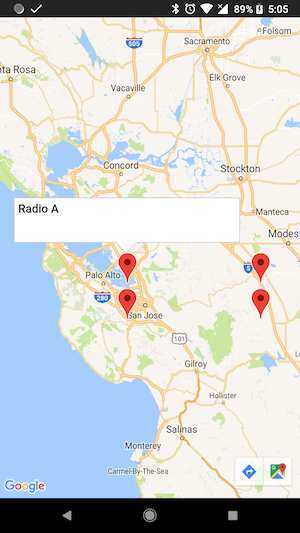 89% 5:05
505
Sacramento
Folsom
Santa Rosa
Elk Grove
Vacaville
Concord
Stockton
Radio A
Manteca
Modest
5
Palo Alto
280
San Jose
101
Gilroy
Hollister
Salinas
Monterey
Carmel-By-The-Sea
Google